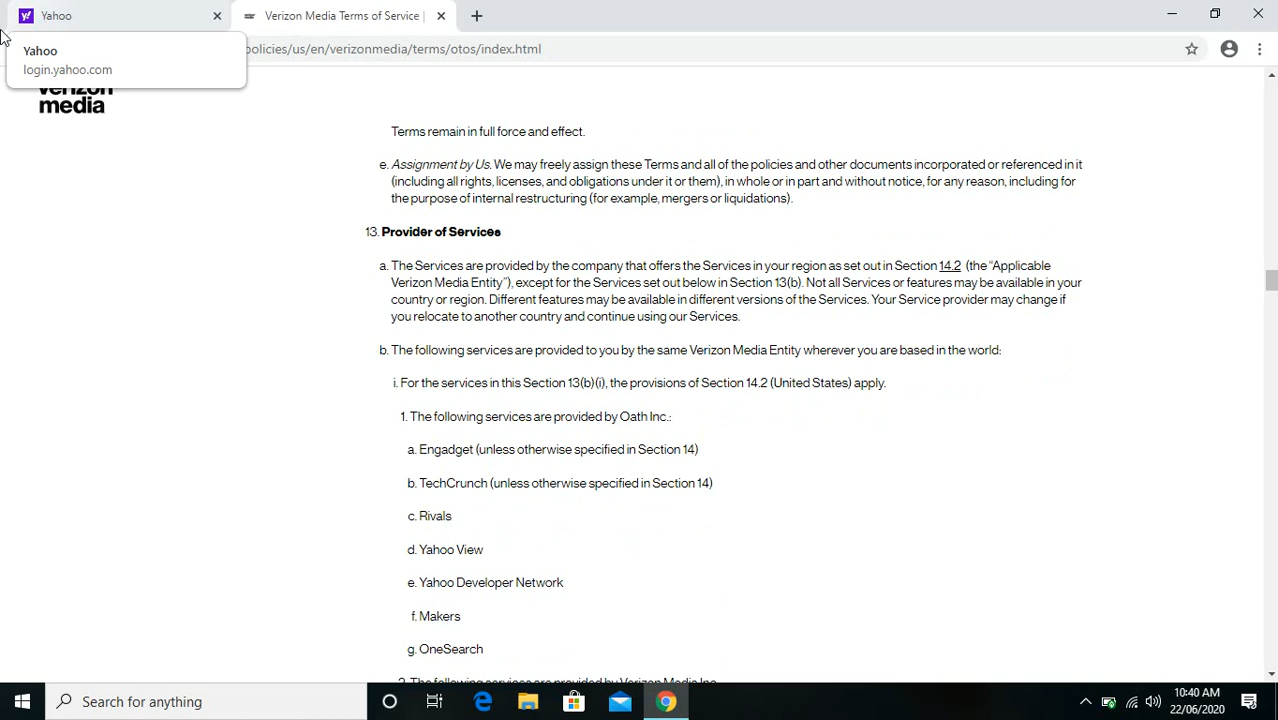 Yahoo
Verizon Media Terms of Service |
Yahoo
login.yahoo.com
policies/us/en/verizonmedia/terms/otos/index.html
verizon
media
Terms remain in full force and effect.
e. Assignment by Us. We may freely assign these Terms and all of the policies and other documents incorporated or referenced in it
(including all rights, licenses, and obligations under it or them), in whole or in part and without notice, for any reason, including for
the purpose of internal restructuring (for example, mergers or liquidations).
13. Provider of Services
a. The Services are provided by the company that offers the Services in your region as set out in Section 14.2 (the “Applicable
Verizon Media Entity”), except for the Services set out below in Section 13(b). Not all Services or features may be available in your
country or region. Different features may be available in different versions of the Services. Your Service provider may change if
you relocate to another country and continue using our Services.
b. The following services are provided to you by the same Verizon Media Entity wherever you are based in the world:
i. For the services in this Section 13(b)(i), the provisions of Section 14.2 (United States) apply.
1. The following services are provided by Oath Inc.:
a. Engadget (unless otherwise specified in Section 14)
b. TechCrunch (unless otherwise specified in Section 14)
c. Rivals
d. Yahoo View
e. Yahoo Developer Network
f. Makers
g. OneSearch
2. The following services are provided by Verizon Media Inc.
Search for anything
10:40 AM
22/06/2020